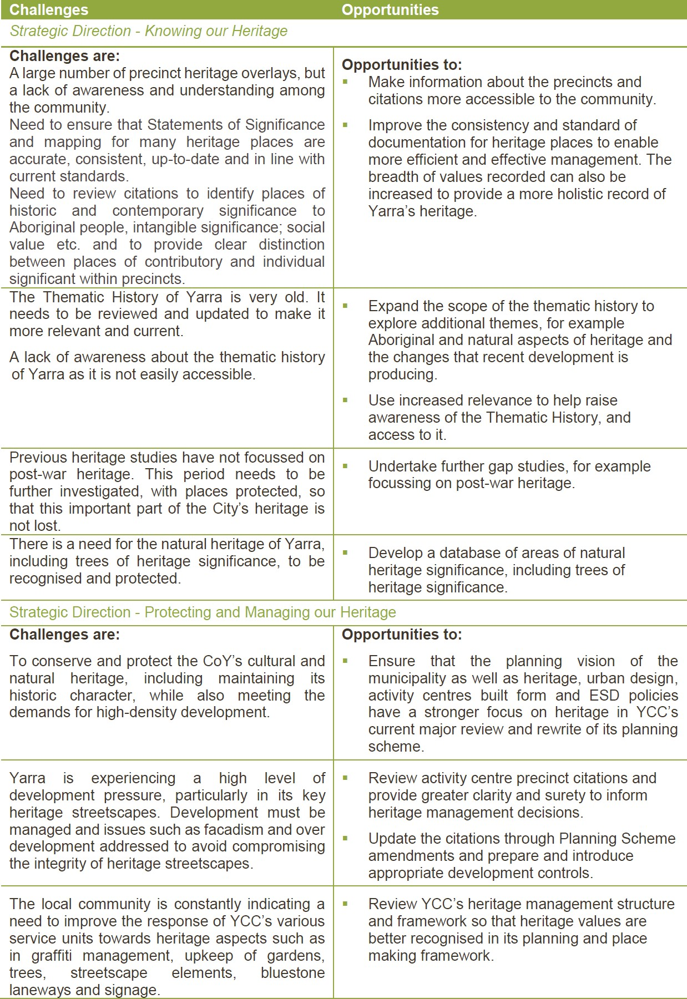 Challenges
Opportunities
Strategic Direction - Knowing our Heritage
Challenges are:
A large number of precinct heritage overlays, but
a lack of awareness and understanding among
the community.
Need to ensure that Statements of Significance
and mapping for many heritage places are
accurate, consistent, up-to-date and in line with
current standards.
Need to review citations to identify places of
historic and contemporary significance to
Aboriginal people, intangible significance; social
value etc. and to provide clear distinction
between places of contributory and individual
significant within precincts.
Opportunities to:
▪ Make information about the precincts and
citations more accessible to the community.
▪ Improve the consistency and standard of
documentation for heritage places to enable
more efficient and effective management. The
breadth of values recorded can also be
increased to provide a more holistic record of
Yarra's heritage.
The Thematic History of Yarra is very old. It
needs to be reviewed and updated to make it
more relevant and current.
A lack of awareness about the thematic history
of Yarra as it is not easily accessible.
▪ Expand the scope of the thematic history to
explore additional themes, for example
Aboriginal and natural aspects of heritage and
the changes that recent development is
producing.
▪ Use increased relevance to help raise
awareness of the Thematic History, and
access to it.
Previous heritage studies have not focussed on
post-war heritage. This period needs to be
further investigated, with places protected, so
that this important part of the City's heritage is
not lost.
▪ Undertake further gap studies, for example
focussing on post-war heritage.
There is a need for the natural heritage of Yarra,
including trees of heritage significance, to be
recognised and protected.
▪ Develop a database of areas of natural
heritage significance, including trees of
heritage significance.
Strategic Direction - Protecting and Managing our Heritage
Challenges are:
To conserve and protect the CoY's cultural and
natural heritage, including maintaining its
historic character, while also meeting the
demands for high-density development.
Opportunities to:
▪ Ensure that the planning vision of the
municipality as well as heritage, urban design,
activity centres built form and ESD policies
have a stronger focus on heritage in YCC's
current major review and rewrite of its planning
scheme.
Yarra is experiencing a high level of
development pressure, particularly in its key
heritage streetscapes. Development must be
managed and issues such as facadism and over
development addressed to avoid compromising
the integrity of heritage streetscapes.
▪ Review activity centre precinct citations and
provide greater clarity and surety to inform
heritage management decisions.
▪ Update the citations through Planning Scheme
amendments and prepare and introduce
appropriate development controls.
The local community is constantly indicating a
need to improve the response of YCC's various
service units towards heritage aspects such as
in graffiti management, upkeep of gardens,
trees, streetscape elements, bluestone
laneways and signage.
▪ Review YCC's heritage management structure
and framework so that heritage values are
better recognised in its planning and place
making framework.